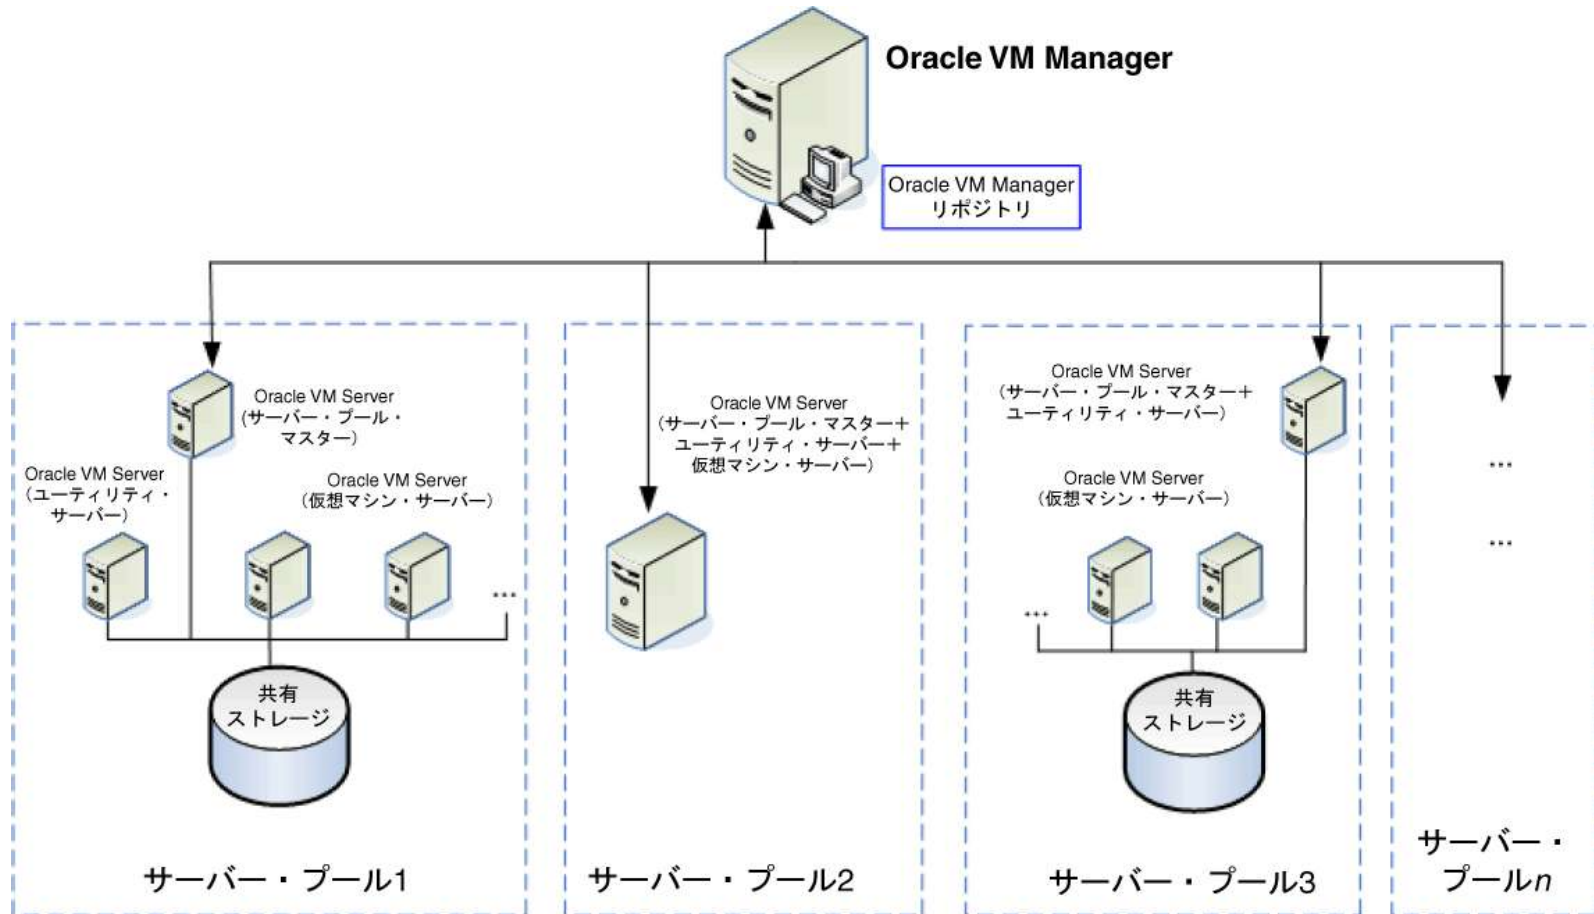 Oracle VM Manager
Oracle VM Manager
リポジトリ
Oracle VM Server
(サーバー・プール・
マスター)
Oracle VM Server
(ユーティリティ・
サーバー)
Oracle VM Server
(仮想マシン・サーバー)
...
共有
ストレージ
サーバー・プール1
Oracle VM Server
(サーバー・プール・マスター+
ユーティリティ・サーバー+
仮想マシン・サーバー)
サーバー・プール2
Oracle VM Server
(サーバー・プール・マスター+
ユーティリティ・サーバー)
Oracle VM Server
(仮想マシン・サーバー)
...
共有
ストレージ
サーバー・プール3
...
...
サーバー・
プールn